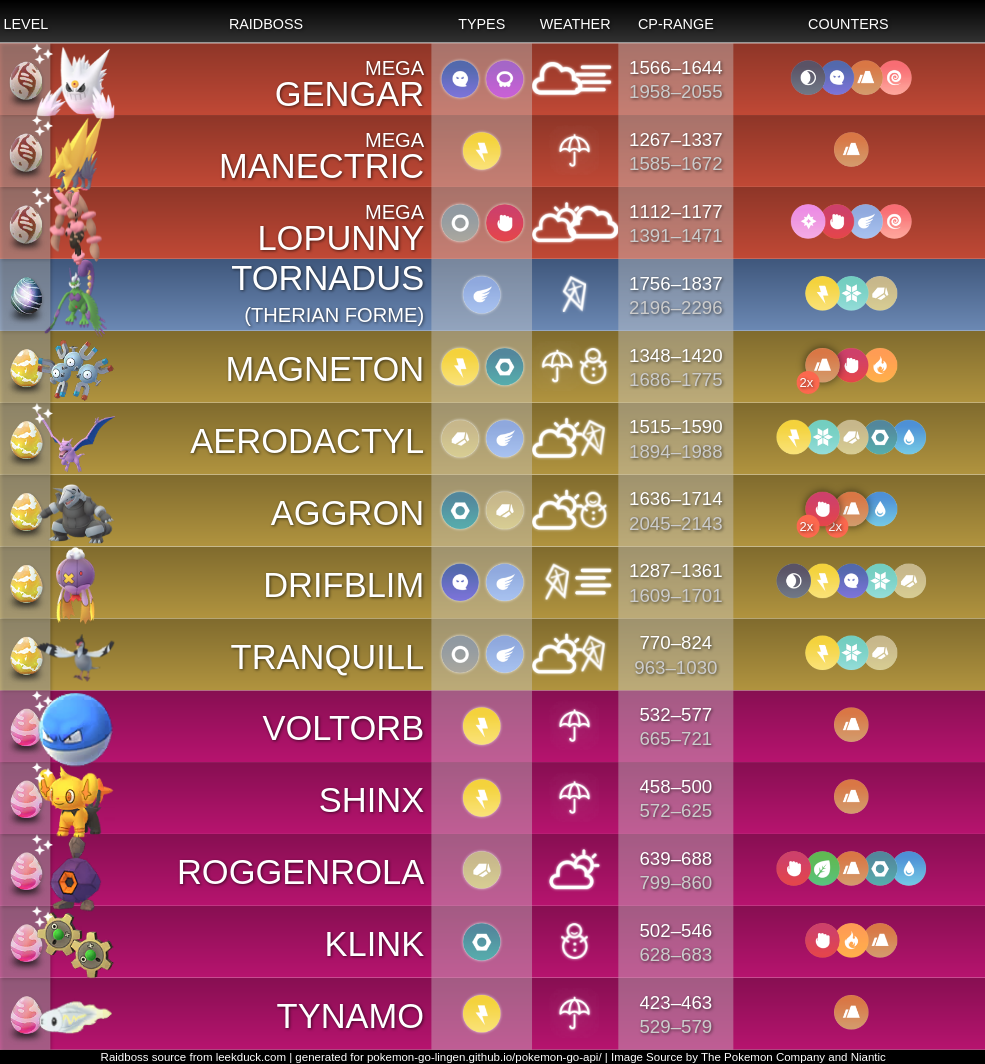 LEVEL RAIDBOSS TYPES WEATHER CP-RANGE COUNTERS
MEGA
GENGAR
1566–1644
1958–2055
MEGA
MANECTRIC
1267–1337
1585–1672
MEGA
LOPUNNY
1112–1177
1391–1471
TORNADUS
(THERIAN FORME)
1756–1837
2196–2296
MAGNETON
1348–1420
1686–1775
2x
AERODACTYL
1515–1590
1894–1988
AGGRON
1636–1714
2045–2143
2x 2x
DRIFBLIM
1287–1361
1609–1701
TRANQUILL
770–824
963–1030
VOLTORB
532–577
665–721
SHINX
458–500
572–625
ROGGENROLA
639–688
799–860
KLINK
502–546
628–683
TYNAMO
423–463
529–579
Raidboss source from leekduck.com | generated for pokemon-go-lingen.github.io/pokemon-go-api/ | Image Source by The Pokemon Company and Niantic